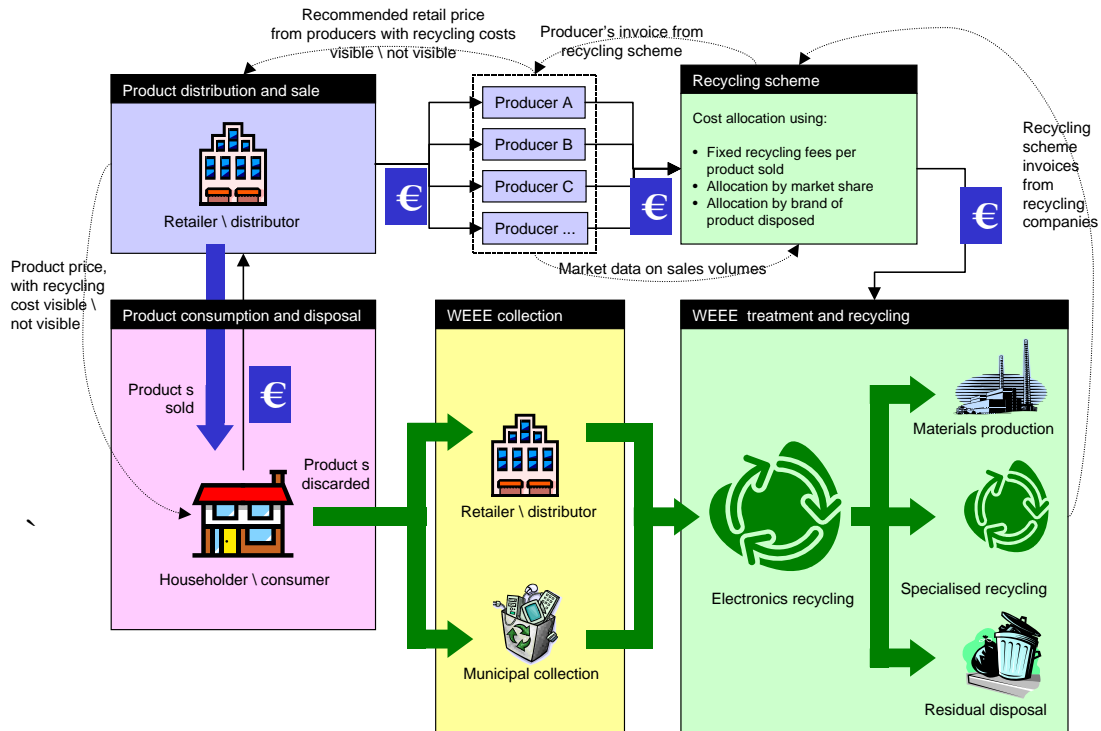 Recommended retail price
from producers with recycling costs
visible \ not visible
Producer's invoice from
recycling scheme
Product distribution and sale
Retailer \ distributor
€
Producer A
Producer B
Producer C
Producer ...
€
Recycling scheme
Cost allocation using:
• Fixed recycling fees per
product sold
• Allocation by market share
• Allocation by brand of
product disposed
€
Recycling
scheme
invoices
from
recycling
companies
Market data on sales volumes
Product price,
with recycling
cost visible \
not visible
Product consumption and disposal
Product s
sold
€
Product s
discarded
Householder \ consumer
WEEE collection
Retailer \ distributor
Municipal collection
WEEE treatment and recycling
Electronics recycling
Materials production
Specialised recycling
Residual disposal
`